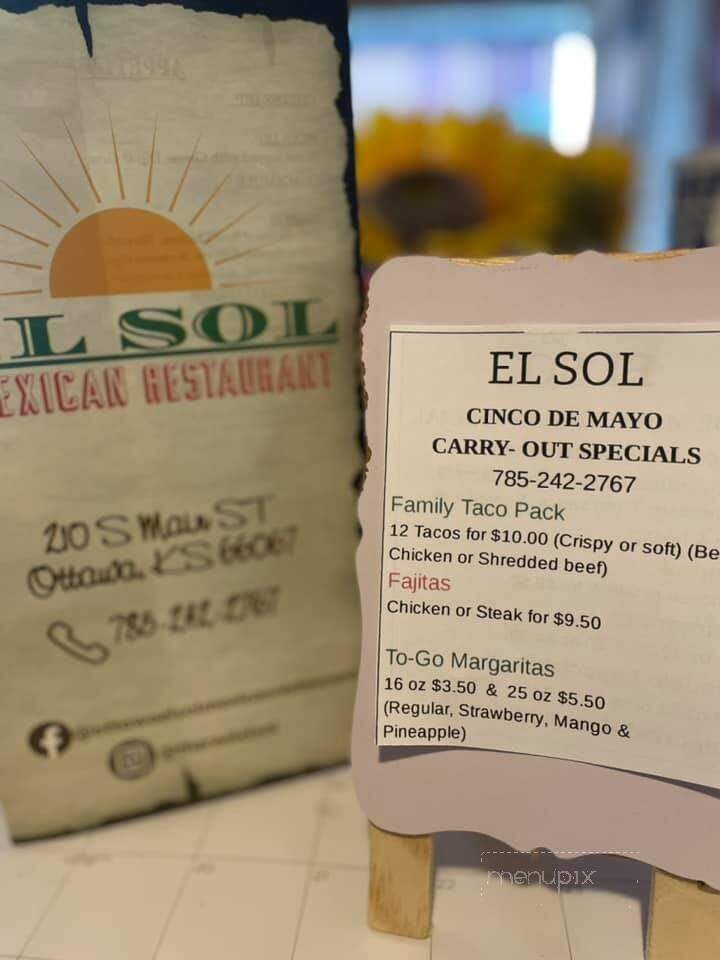 L SOL
EXICAN RESTAURANT
210 S Main ST
Ottawa, KS 66067
785-242-2767
EL SOL
CINCO DE MAYO
CARRY- OUT SPECIALS
785-242-2767
Family Taco Pack
12 Tacos for $10.00 (Crispy or soft) (Be
Chicken or Shredded beef)
Fajitas
Chicken or Steak for $9.50
To-Go Margaritas
16 oz $3.50 & 25 oz $5.50
(Regular, Strawberry, Mango &
Pineapple)
menupix